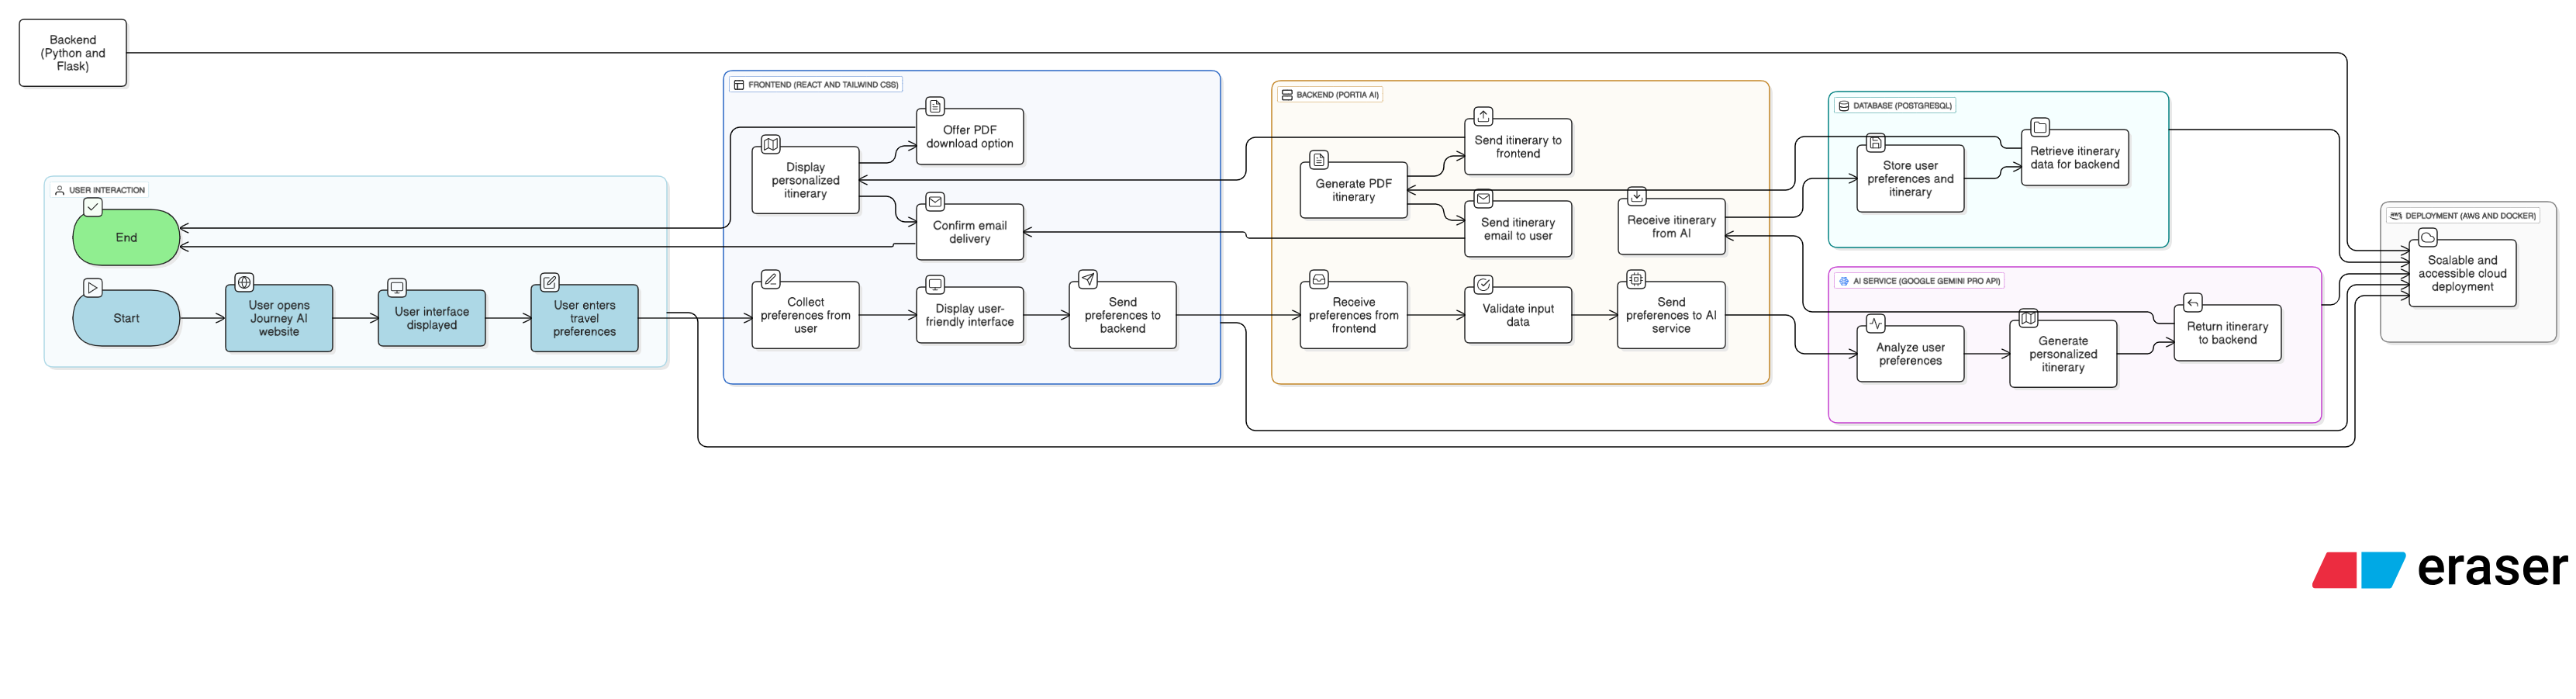 Backend
(Python and
Flask)
FRONTEND (REACT AND TAILWIND CSS)
Offer PDF
download option
Display
personalized
itinerary
Confirm email
delivery
Collect
preferences from
user
Display user-
friendly interface
Send
preferences to
backend
USER INTERACTION
End
Start
User opens
Journey AI
website
User interface
displayed
User enters
travel
preferences
BACKEND (PORTIA AI)
Send itinerary to
frontend
Generate PDF
itinerary
Send itinerary
email to user
Receive itinerary
from AI
Receive
preferences from
frontend
Validate input
data
Send
preferences to AI
service
DATABASE (POSTGRESQL)
Store user
preferences and
itinerary
Retrieve itinerary
data for backend
AI SERVICE (GOOGLE GEMINI PRO API)
Analyze user
preferences
Generate
personalized
itinerary
Return itinerary
to backend
DEPLOYMENT (AWS AND DOCKER)
Scalable and
accessible cloud
deployment
eraser